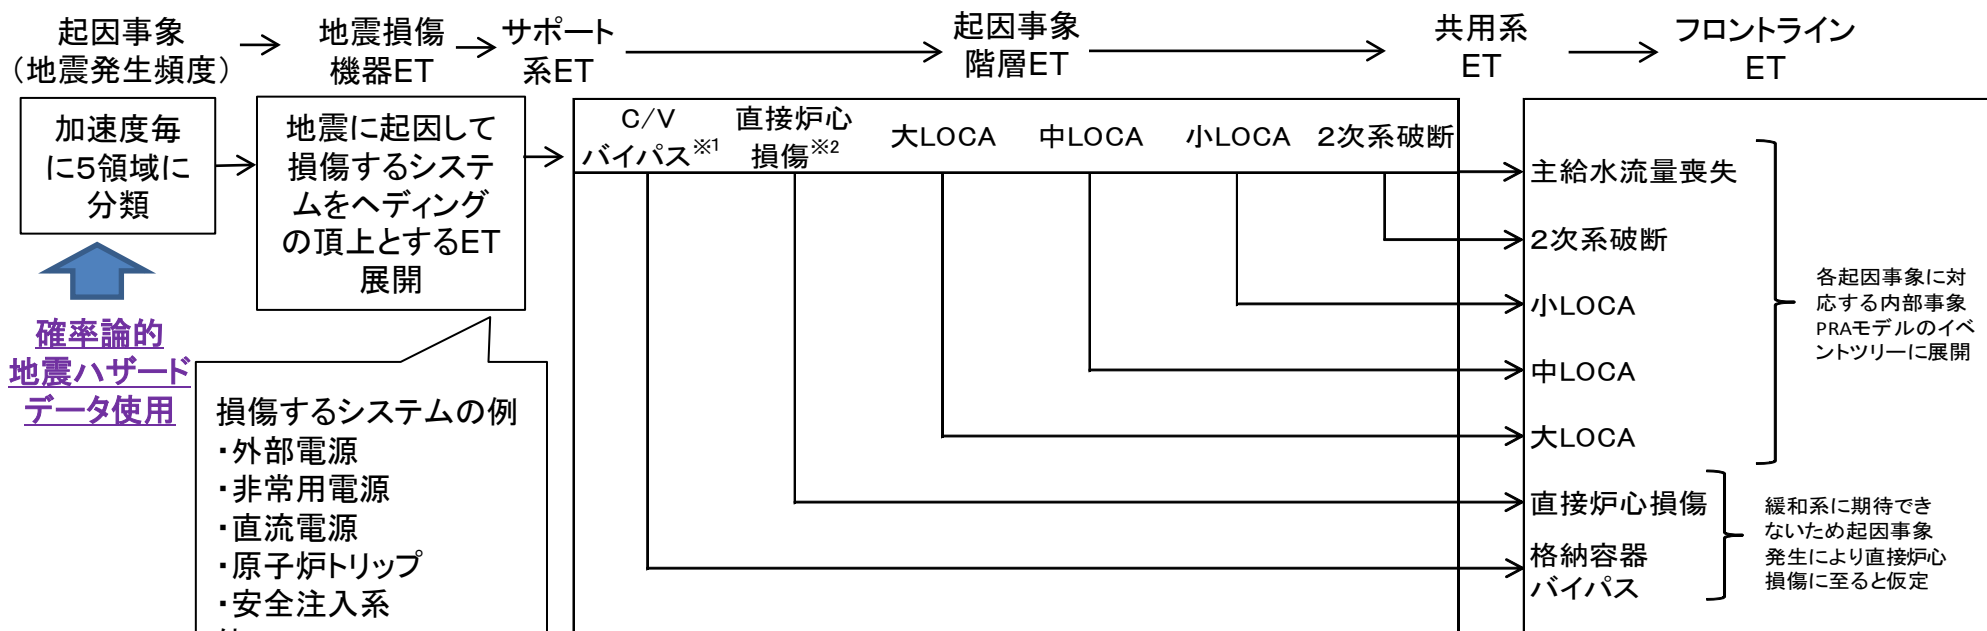 起因事象
（地震発生頻度）
地震損傷
機器ET
サポート
系ET
起因事象
階層ET
共用系
ET
フロントライン
ET
加速度毎
に5領域に
分類
確率論的
地震ハザード
データ使用
地震に起因して
損傷するシステ
ムをヘディング
の頂上とするET
展開
損傷するシステムの例
・外部電源
・非常用電源
・直流電源
・原子炉トリップ
・安全注入系
C/V
バイパス※1
直接炉心
損傷※2
大LOCA
中LOCA
小LOCA
2次系破断
主給水流量喪失
2次系破断
小LOCA
中LOCA
大LOCA
直接炉心損傷
格納容器
バイパス
各起因事象に対
応する内部事象
PRAモデルのイベ
ントツリーに展開
緩和系に期待でき
ないため起因事象
発生により直接炉心
損傷に至ると仮定